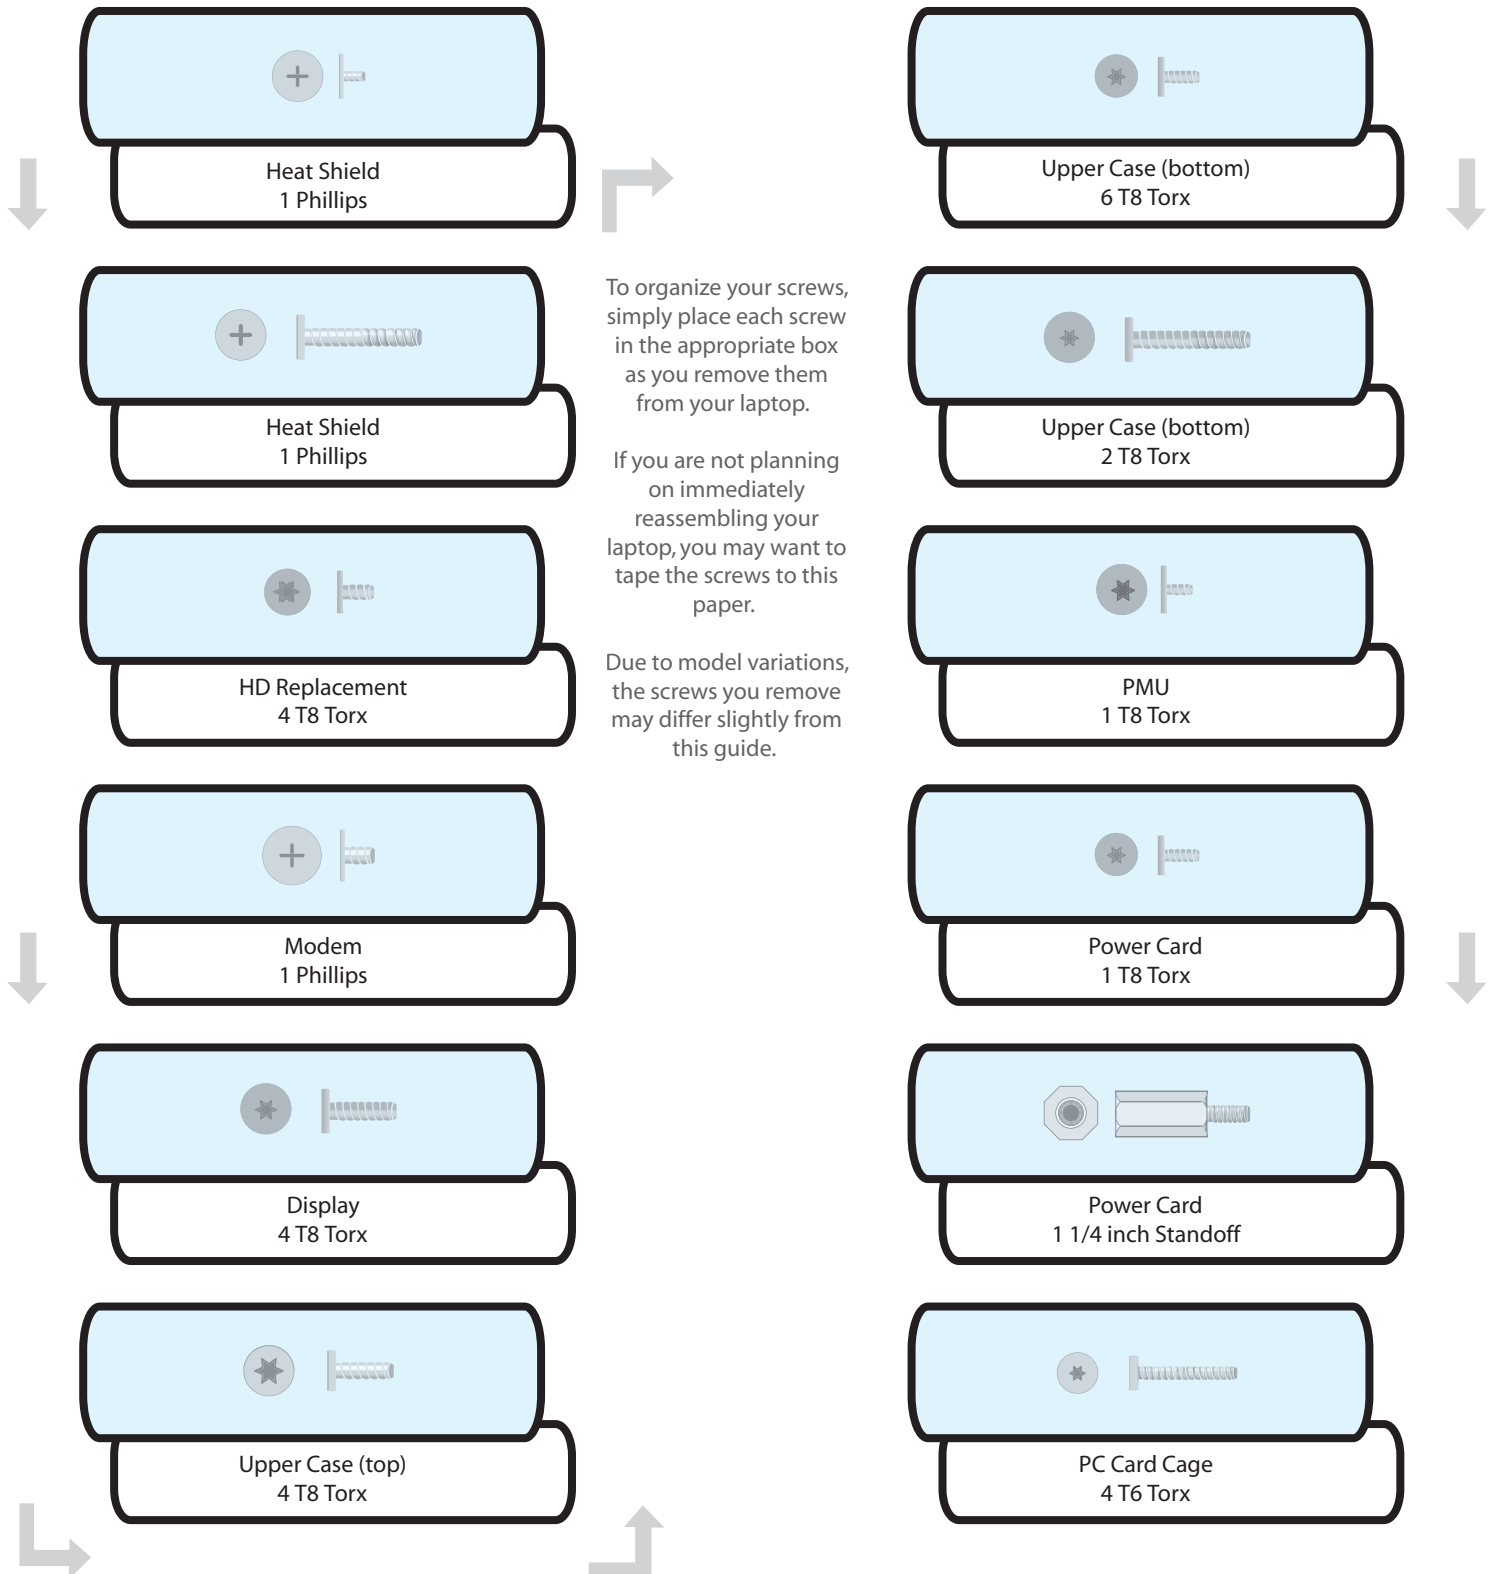 Heat Shield
1 Phillips
Heat Shield
1 Phillips
HD Replacement
4 T8 Torx
Modem
1 Phillips
Display
4 T8 Torx
Upper Case (top)
4 T8 Torx
To organize your screws,
simply place each screw
in the appropriate box
as you remove them
from your laptop.
If you are not planning
on immediately
reassembling your
laptop, you may want to
tape the screws to this
paper.
Due to model variations,
the screws you remove
may differ slightly from
this guide.
Upper Case (bottom)
6 T8 Torx
Upper Case (bottom)
2 T8 Torx
PMU
1 T8 Torx
Power Card
1 T8 Torx
Power Card
1 1/4 inch Standoff
PC Card Cage
4 T6 Torx